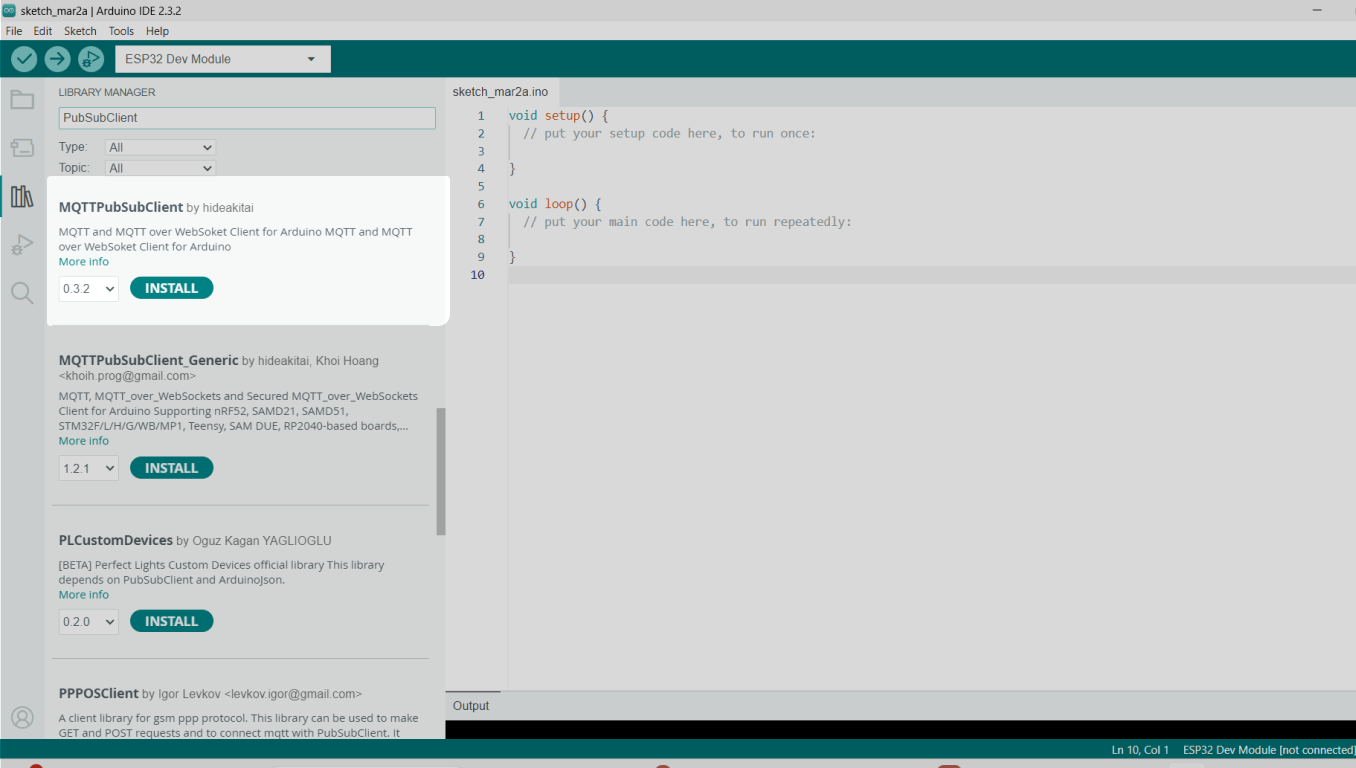 sketch_mar2a | Arduino IDE 2.3.2
File Edit Sketch Tools Help
ESP32 Dev Module
LIBRARY MANAGER
PubSubClient
Type: All
Topic: All
MQTTPubSubClient by hideakitai
MQTT and MQTT over WebSoket Client for Arduino MQTT and MQTT
over WebSoket Client for Arduino
More info
0.3.2 INSTALL
MQTTPubSubClient_Generic by hideakitai, Khoi Hoang
<khoih.prog@gmail.com>
MQTT, MQTT_over_WebSockets and Secured MQTT_over_WebSockets
Client for Arduino Supporting nRF52, SAMD21, SAMD51,
STM32F/L/H/G/WB/MP1, Teensy, SAM DUE, RP2040-based boards,...
More info
1.2.1 INSTALL
PLCustomDevices by Oguz Kagan YAGLIOGLU
[BETA] Perfect Lights Custom Devices official library This library
depends on PubSubClient and ArduinoJson.
More info
0.2.0 INSTALL
PPPOSClient by Igor Levkov <levkov.igor@gmail.com>
A client library for gsm ppp protocol. This library can be used to make
GET and POST requests and to connect mqtt with PubSubClient. It
sketch_mar2a.ino
1 void setup() {
2 // put your setup code here, to run once:
3
4 }
5
6 void loop() {
7 // put your main code here, to run repeatedly:
8
9 }
10
Output
Ln 10, Col 1 ESP32 Dev Module [not connected]